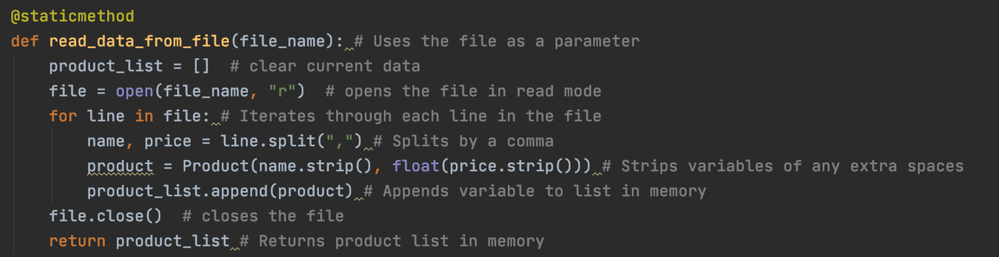 @staticmethod
def read_data_from_file(file_name): # Uses the file as a parameter
    product_list = []  # clear current data
    file = open(file_name, "r")  # opens the file in read mode
    for line in file: # Iterates through each line in the file
        name, price = line.split(",") # Splits by a comma
        product = Product(name.strip(), float(price.strip())) # Strips variables of any extra spaces
        product_list.append(product) # Appends variable to list in memory
    file.close()  # closes the file
    return product_list # Returns product list in memory